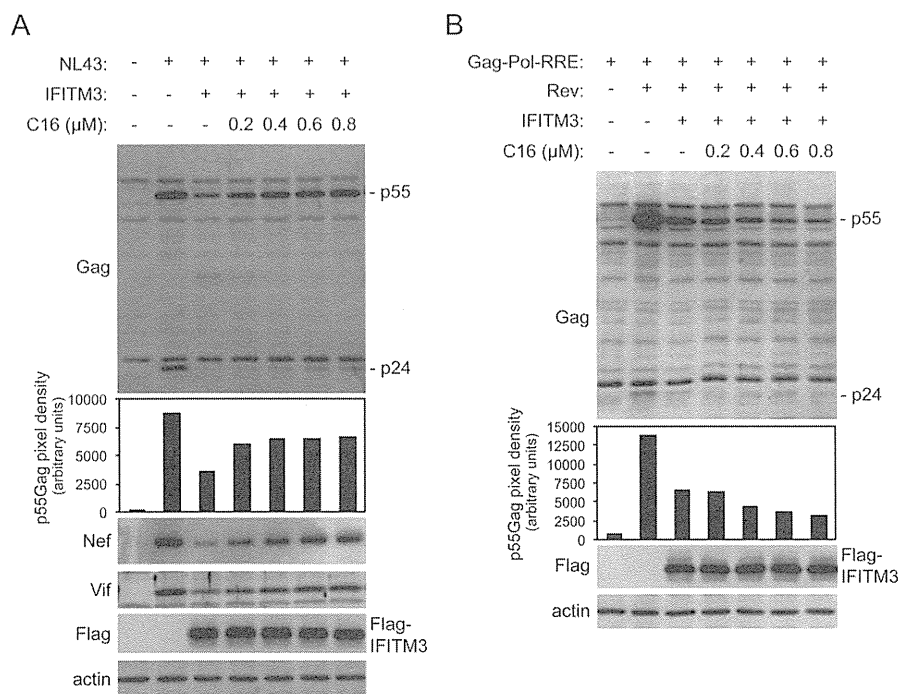 A
NL43: - + + + + + +
IFITM3: - - + + + + +
C16 (µM): - - - 0.2 0.4 0.6 0.8
- p55
Gag
- p24
p55Gag pixel density
(arbitrary units)
10000
7500
5000
2500
0
Nef
Vif
Flag
Flag-
IFITM3
actin
B
Gag-Pol-RRE: + + + + + + +
Rev: - + + + + + +
IFITM3: - - + + + + +
C16 (µM): - - - 0.2 0.4 0.6 0.8
- p55
Gag
- p24
p55Gag pixel density
(arbitrary units)
15000
12500
10000
7500
5000
2500
0
Flag
Flag-
IFITM3
actin